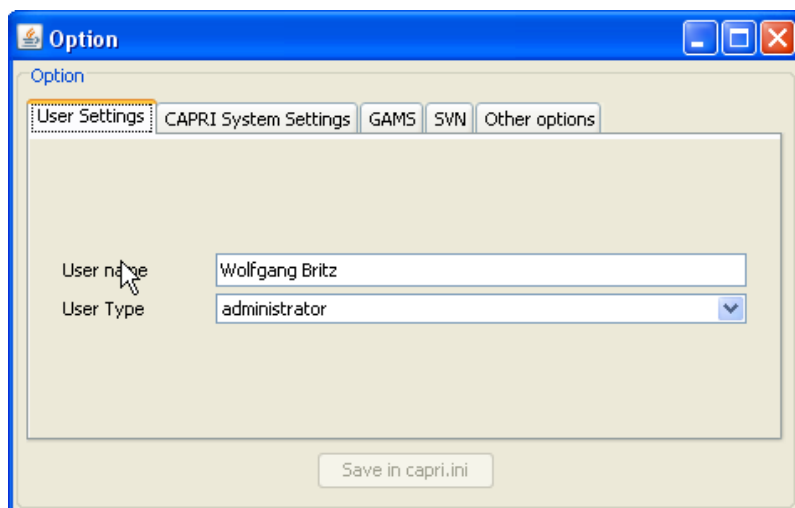 Option
Option
User Settings CAPRI System Settings GAMS SVN Other options
User name Wolfgang Britz
User Type administrator
Save in capri.ini